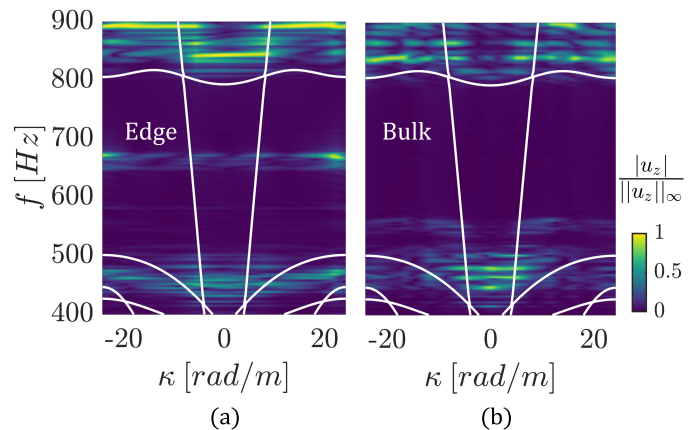 900
800
700
600
500
400
f [Hz]
Edge
Bulk
|u_z|
||u_z||_∞
1
0.5
0
-20 0 20
-20 0 20
κ [rad/m]
κ [rad/m]
(a)
(b)